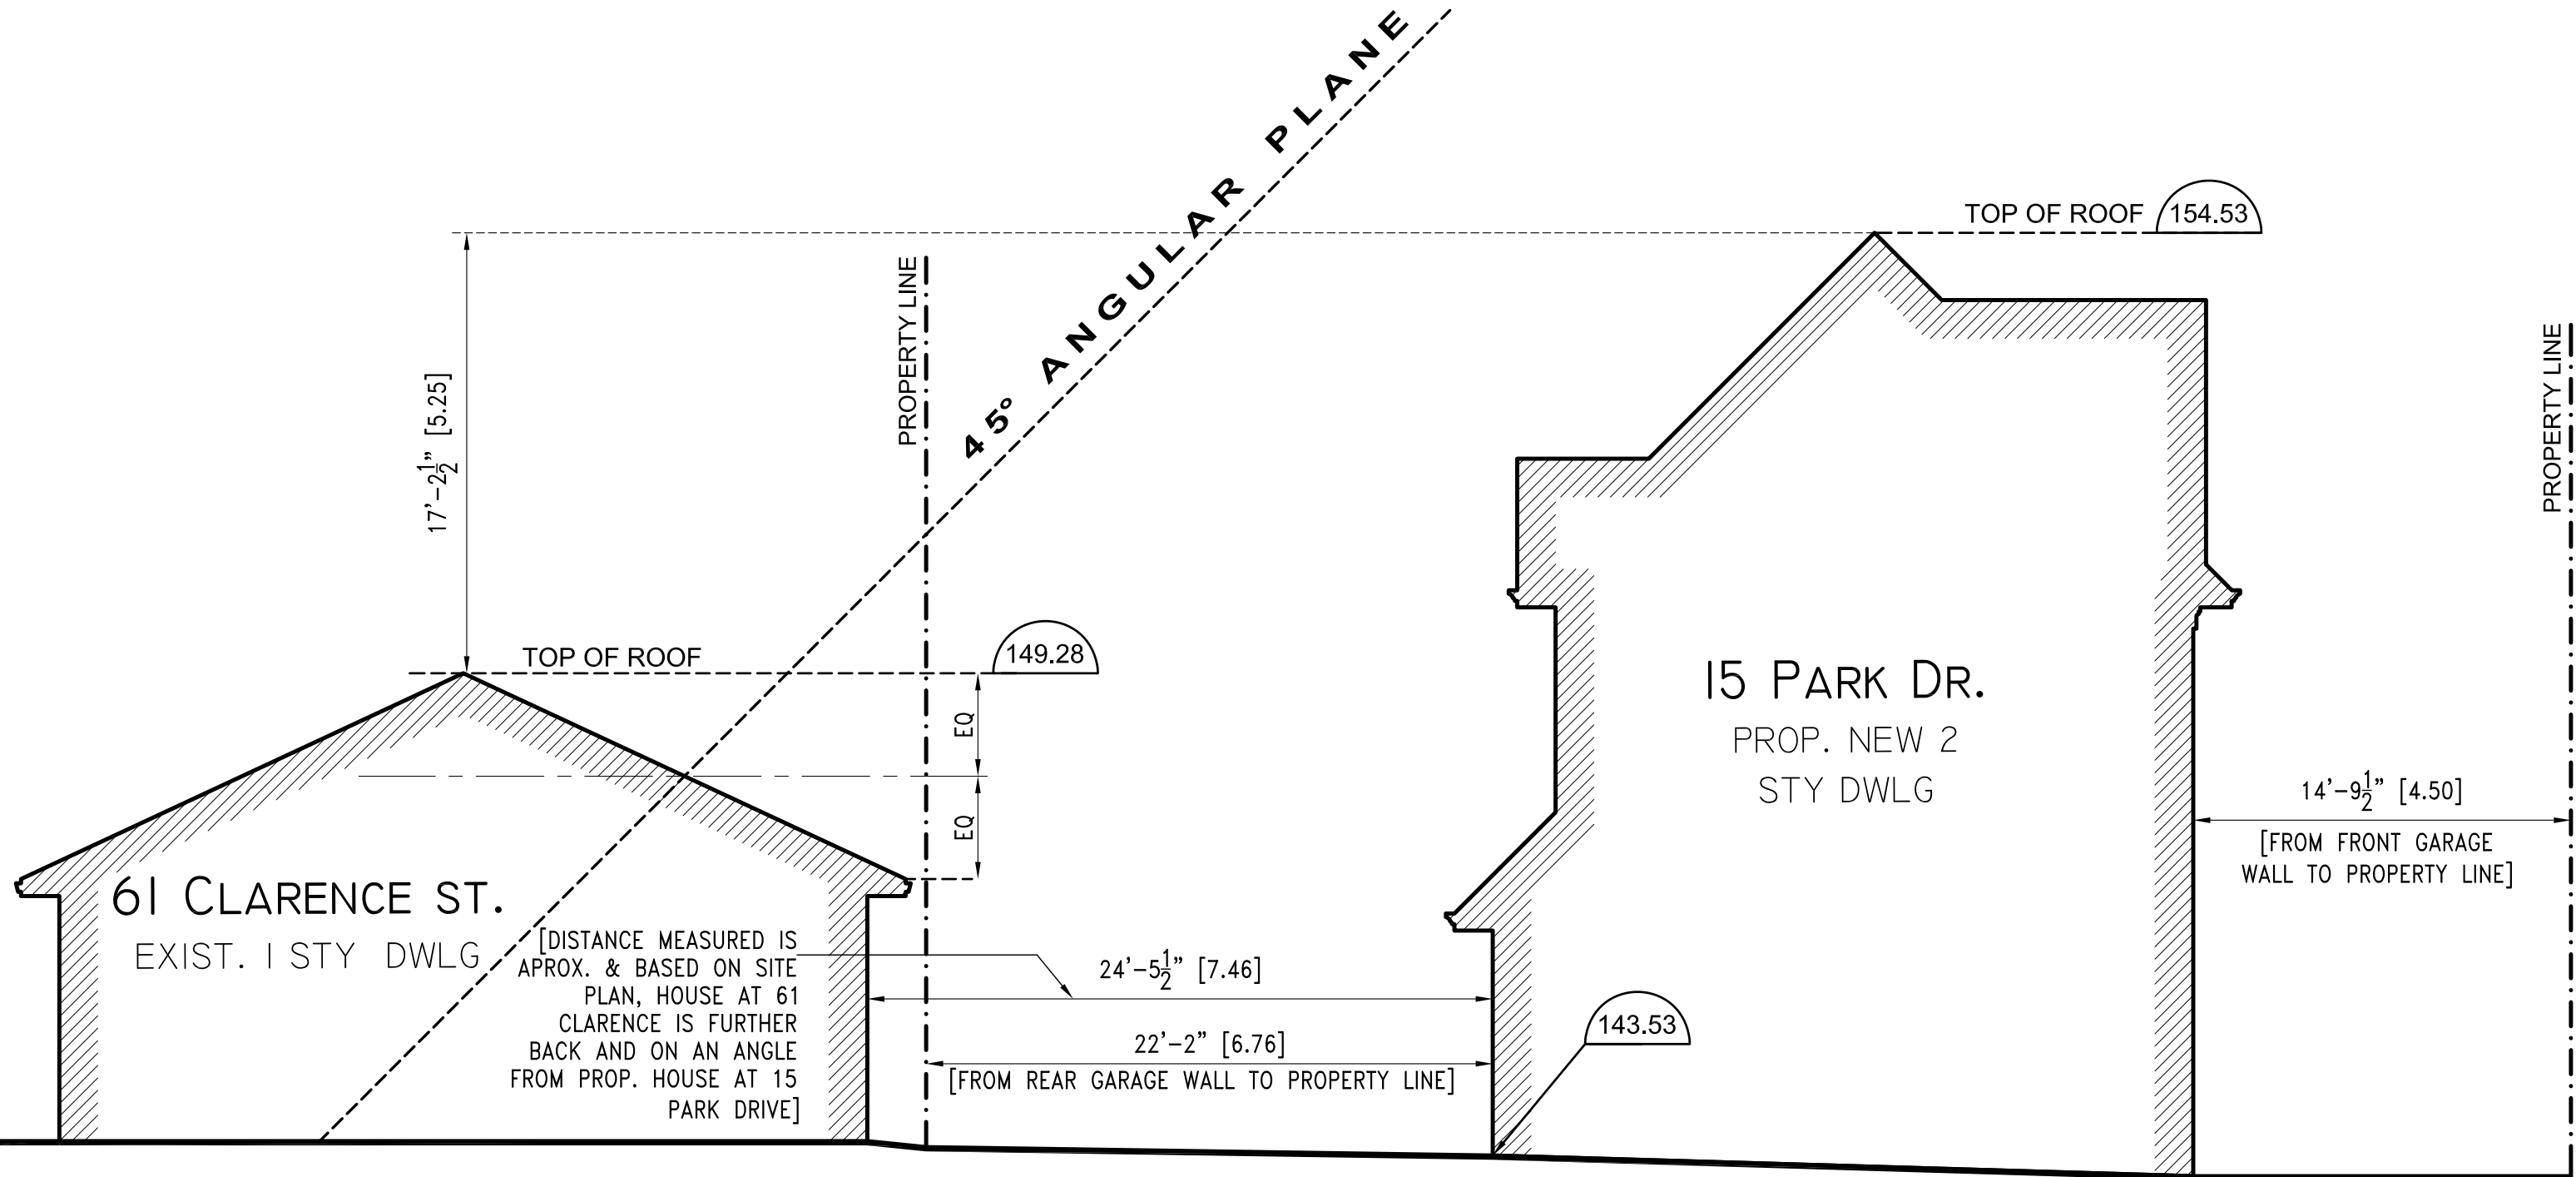 45° ANGULAR PLANE
TOP OF ROOF 154.53
PROPERTY LINE
PROPERTY LINE
17'-2½" [5.25]
TOP OF ROOF
149.28
EQ
EQ
15 PARK DR.
PROP. NEW 2
STY DWLG
14'-9½" [4.50]
[FROM FRONT GARAGE
WALL TO PROPERTY LINE]
61 CLARENCE ST.
EXIST. 1 STY DWLG
[DISTANCE MEASURED IS
APROX. & BASED ON SITE
PLAN, HOUSE AT 61
CLARENCE IS FURTHER
BACK AND ON AN ANGLE
FROM PROP. HOUSE AT 15
PARK DRIVE]
24'-5½" [7.46]
22'-2" [6.76]
[FROM REAR GARAGE WALL TO PROPERTY LINE]
143.53